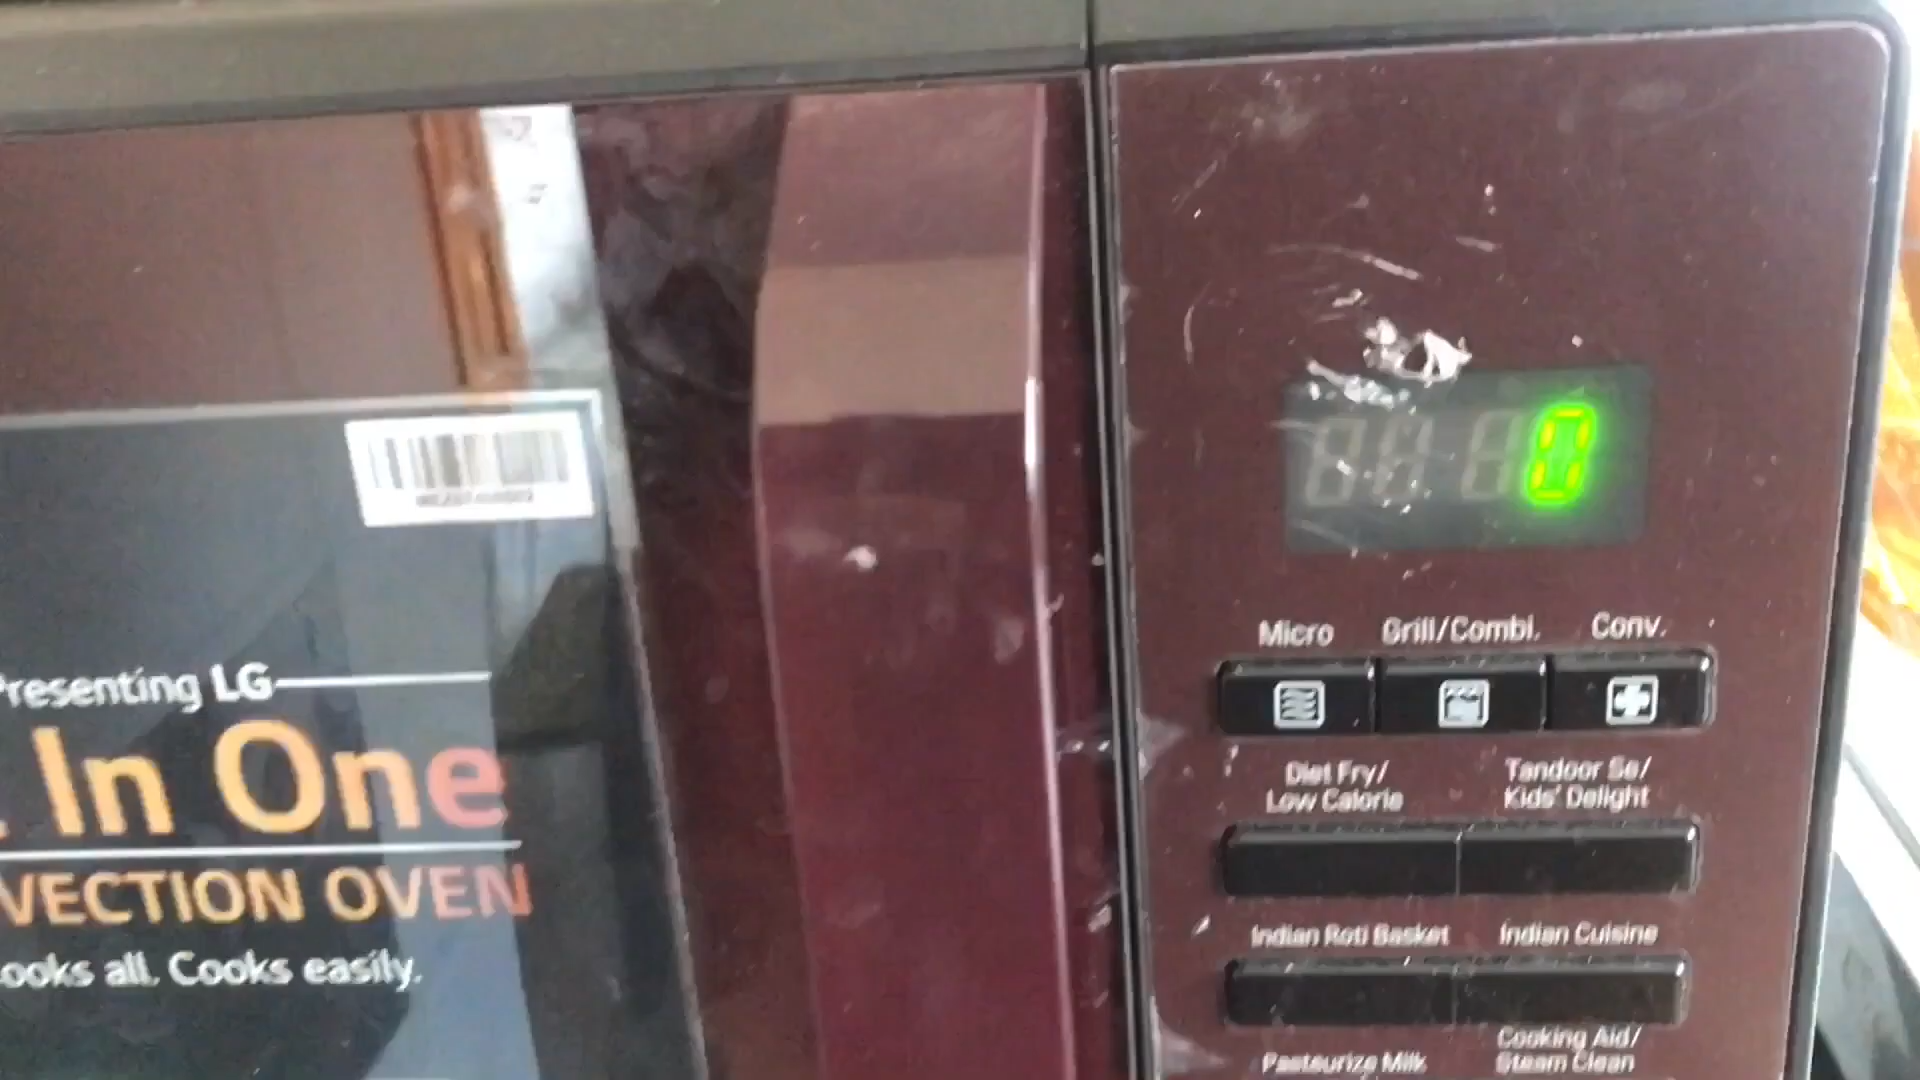 Presenting LG
In One
VECTION OVEN
ooks all. Cooks easily.
0
Micro Grill/Combi. Conv.
Diet Fry/
Low Calorie
Tandoor Se/
Kids' Delight
Indian Roti Basket Indian Cuisine
Pasteurize Milk
Cooking Aid/
Steam Clean